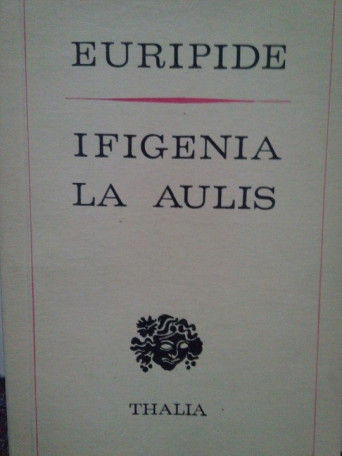 EURIPIDE
IFIGENIA
LA AULIS
THALIA